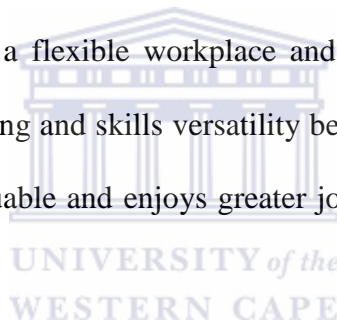 a flexible workplace and
ng and skills versatility be
able and enjoys greater jo
UNIVERSITY of the
WESTERN CAPE